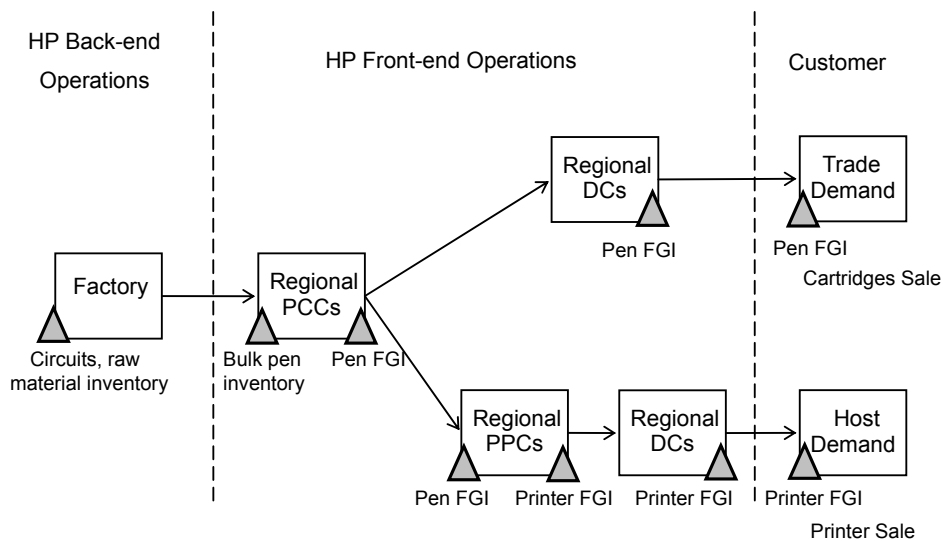 HP Back-end
Operations
HP Front-end Operations
Customer
Regional
DCs
Pen FGI
Trade
Demand
Pen FGI
Cartridges Sale
Factory
Circuits, raw
material inventory
Regional
PCCs
Bulk pen
inventory
Pen FGI
Regional
PPCs
Pen FGI
Printer FGI
Regional
DCs
Printer FGI
Host
Demand
Printer FGI
Printer Sale